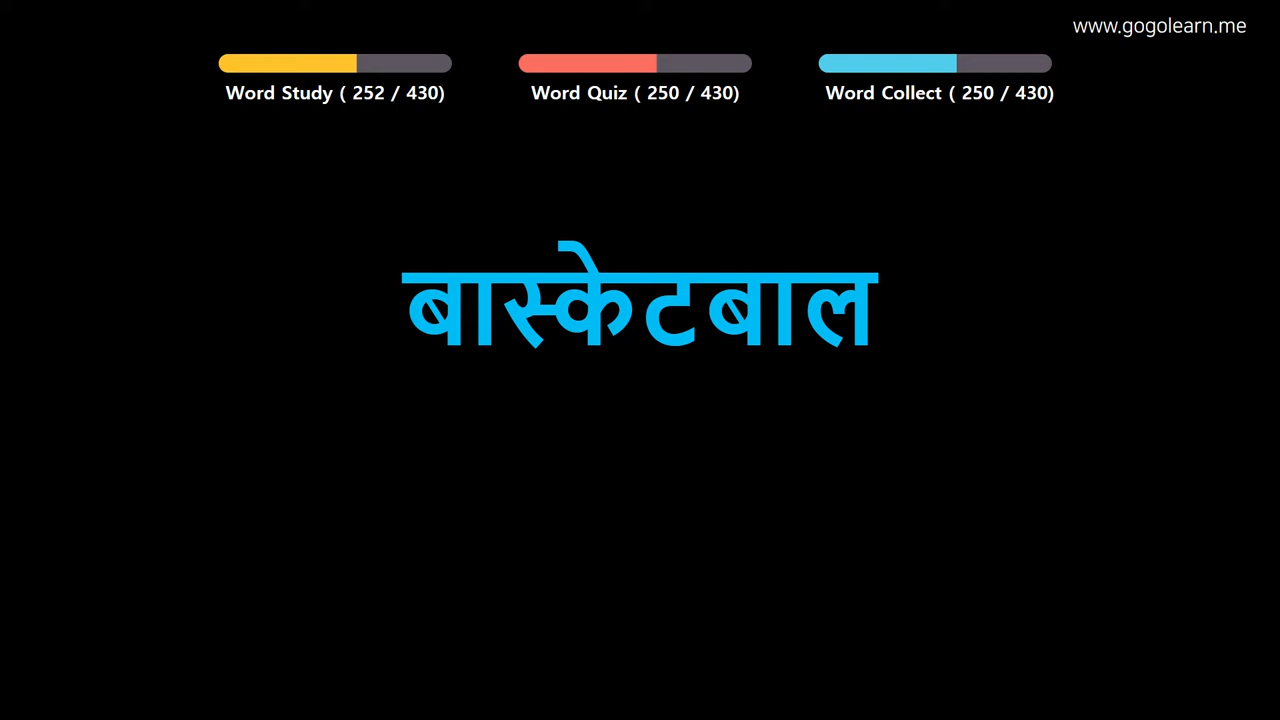 www.gogolearn.me
Word Study ( 252 / 430) Word Quiz ( 250 / 430) Word Collect ( 250 / 430)
बास्केटबाल